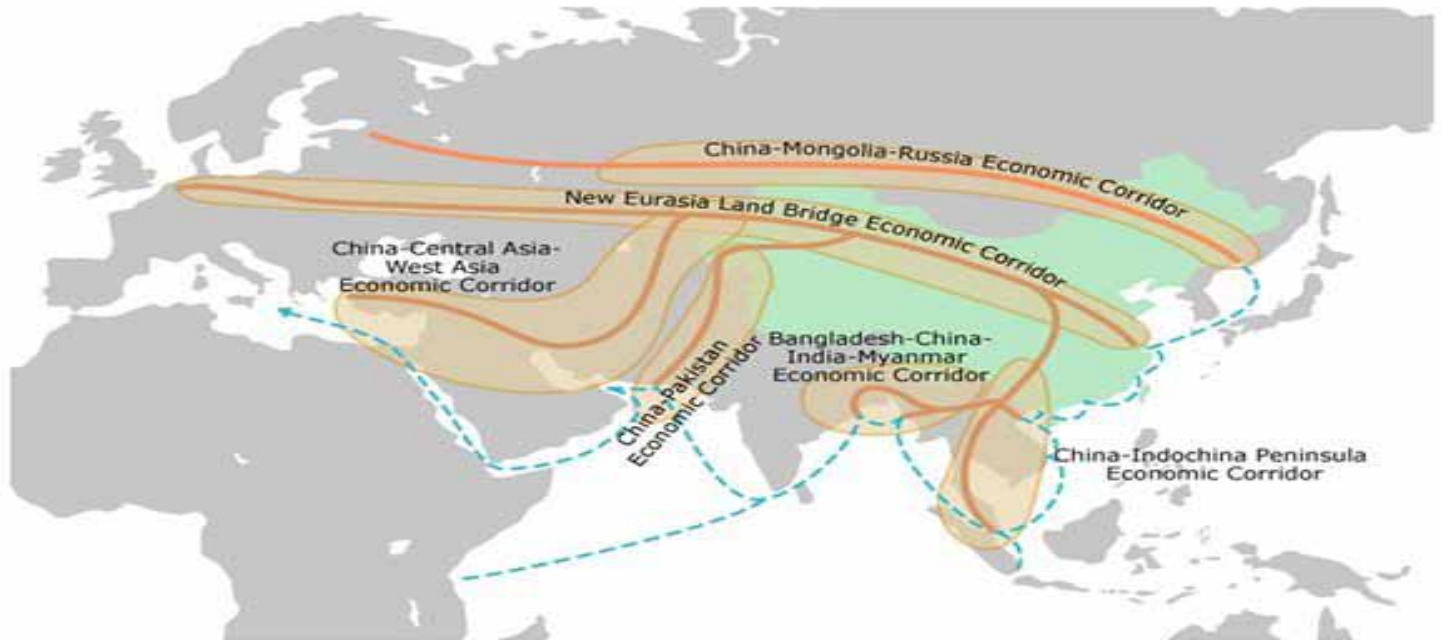 China-Mongolia-Russia Economic Corridor
New Eurasia Land Bridge Economic Corridor
China-Central Asia-
West Asia
Economic Corridor
China-Pakistan
Economic Corridor
Bangladesh-China-
India-Myanmar
Economic Corridor
China-Indochina Peninsula
Economic Corridor